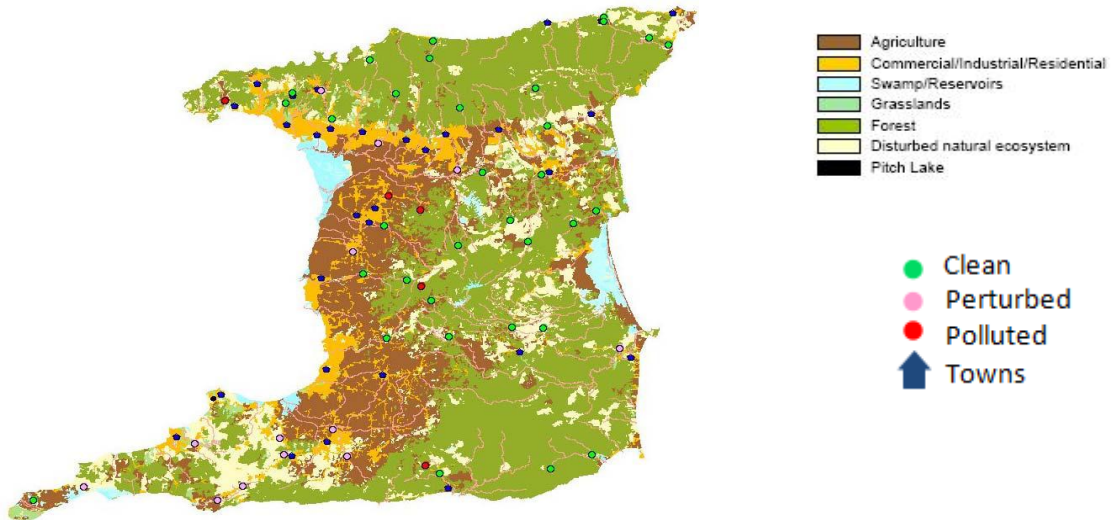 Agriculture
Commercial/Industrial/Residential
Swamp/Reservoirs
Grasslands
Forest
Disturbed natural ecosystem
Pitch Lake
Clean
Perturbed
Polluted
Towns